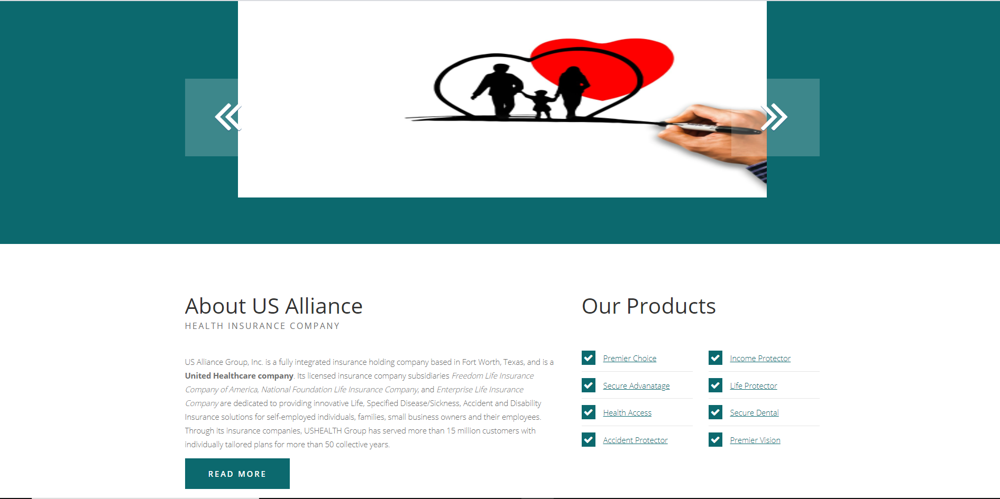 About US Alliance
HEALTH INSURANCE COMPANY
US Alliance Group, Inc. is a fully integrated insurance holding company based in Fort Worth, Texas, and is a
United Healthcare company. Its licensed insurance company subsidiaries Freedom Life Insurance
Company of America, National Foundation Life Insurance Company, and Enterprise Life Insurance
Company are dedicated to providing innovative Life, Specified Disease/Sickness, Accident and Disability
Insurance solutions for self-employed individuals, families, small business owners and their employees.
Through its insurance companies, USHEALTH Group has served more than 15 million customers with
individually tailored plans for more than 50 collective years.
READ MORE
Our Products
Premier Choice
Secure Advanatage
Health Access
Accident Protector
Income Protector
Life Protector
Secure Dental
Premier Vision